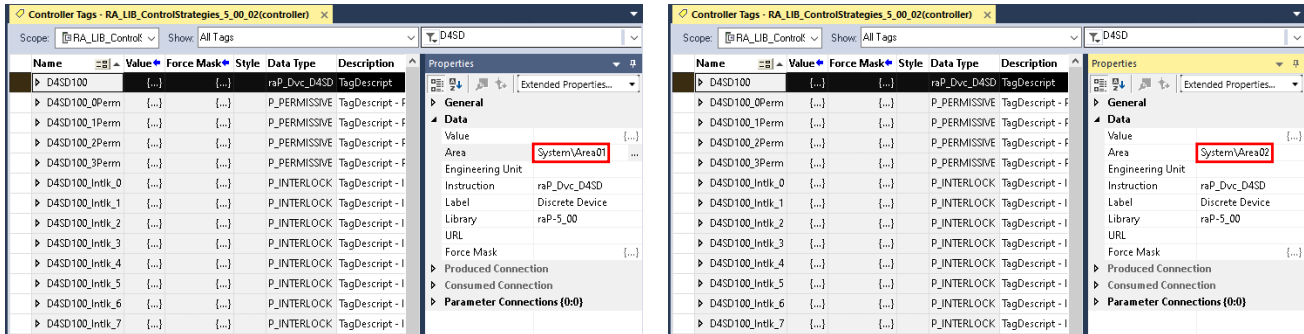 Controller Tags - RA_LIB_ControlStrategies_5_00_02(controller) ×
Scope: RA_LIB_Control: Show: All Tags D4SD
Name Value Force Mask Style Data Type Description
D4SD100 {...} {...} raP_Dvc_D4SD TagDescript
D4SD100_0Perm {...} {...} P_PERMISSIVE TagDescript - P
D4SD100_1Perm {...} {...} P_PERMISSIVE TagDescript - P
D4SD100_2Perm {...} {...} P_PERMISSIVE TagDescript - P
D4SD100_3Perm {...} {...} P_PERMISSIVE TagDescript - P
D4SD100_Intlk_0 {...} {...} P_INTERLOCK TagDescript - I
D4SD100_Intlk_1 {...} {...} P_INTERLOCK TagDescript - I
D4SD100_Intlk_2 {...} {...} P_INTERLOCK TagDescript - I
D4SD100_Intlk_3 {...} {...} P_INTERLOCK TagDescript - I
D4SD100_Intlk_4 {...} {...} P_INTERLOCK TagDescript - I
D4SD100_Intlk_5 {...} {...} P_INTERLOCK TagDescript - I
D4SD100_Intlk_6 {...} {...} P_INTERLOCK TagDescript - I
D4SD100_Intlk_7 {...} {...} P_INTERLOCK TagDescript - I
Properties
Extended Properties...
General
Data
Value {...}
Area System\Area01 ...
Engineering Unit
Instruction raP_Dvc_D4SD
Label Discrete Device
Library raP-5_00
URL
Force Mask {...}
Produced Connection
Consumed Connection
Parameter Connections {0:0}
Controller Tags - RA_LIB_ControlStrategies_5_00_02(controller) ×
Scope: RA_LIB_Control: Show: All Tags D4SD
Name Value Force Mask Style Data Type Description
D4SD100 {...} {...} raP_Dvc_D4SD TagDescript
D4SD100_0Perm {...} {...} P_PERMISSIVE TagDescript - P
D4SD100_1Perm {...} {...} P_PERMISSIVE TagDescript - P
D4SD100_2Perm {...} {...} P_PERMISSIVE TagDescript - P
D4SD100_3Perm {...} {...} P_PERMISSIVE TagDescript - P
D4SD100_Intlk_0 {...} {...} P_INTERLOCK TagDescript - I
D4SD100_Intlk_1 {...} {...} P_INTERLOCK TagDescript - I
D4SD100_Intlk_2 {...} {...} P_INTERLOCK TagDescript - I
D4SD100_Intlk_3 {...} {...} P_INTERLOCK TagDescript - I
D4SD100_Intlk_4 {...} {...} P_INTERLOCK TagDescript - I
D4SD100_Intlk_5 {...} {...} P_INTERLOCK TagDescript - I
D4SD100_Intlk_6 {...} {...} P_INTERLOCK TagDescript - I
D4SD100_Intlk_7 {...} {...} P_INTERLOCK TagDescript - I
Properties
Extended Properties...
General
Data
Value {...}
Area System\Area02
Engineering Unit
Instruction raP_Dvc_D4SD
Label Discrete Device
Library raP-5_00
URL
Force Mask {...}
Produced Connection
Consumed Connection
Parameter Connections {0:0}